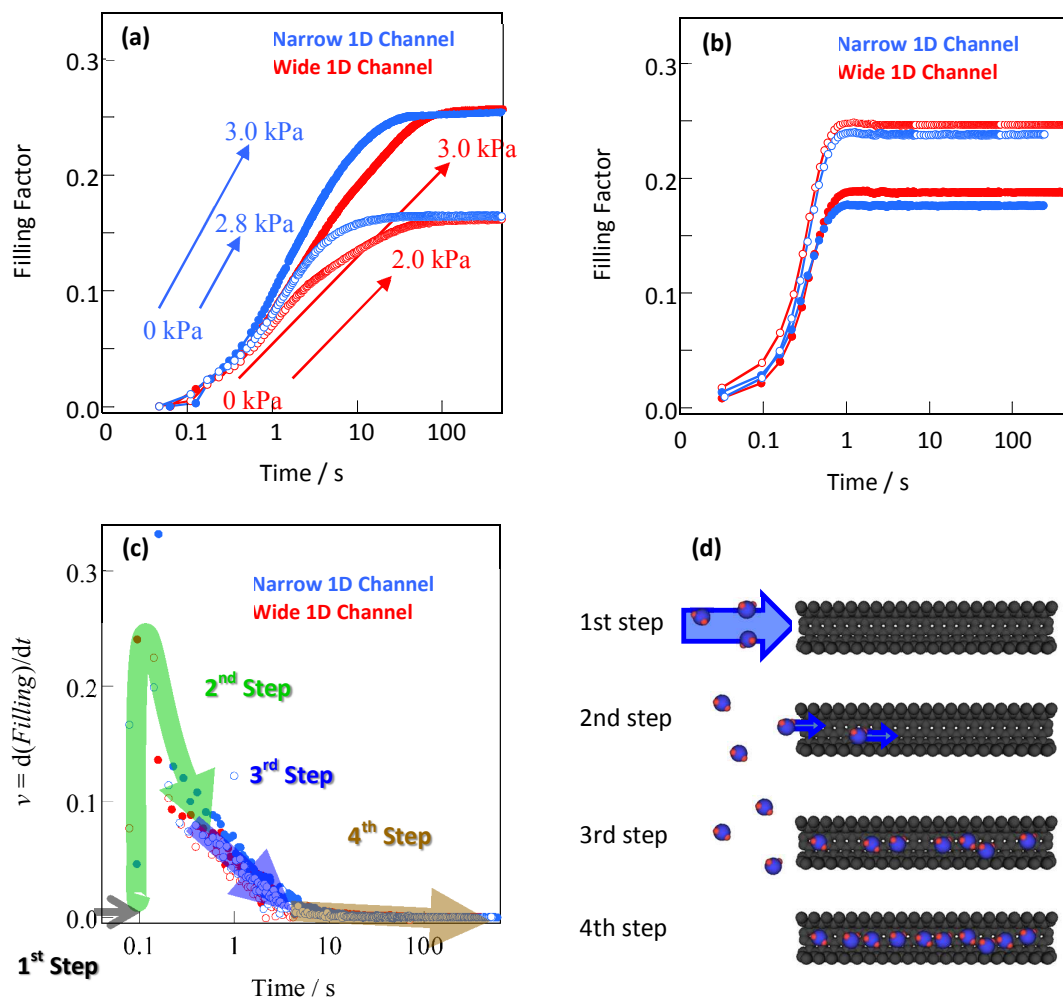 (a)
Narrow 1D Channel
Wide 1D Channel
0.3
0.2
0.1
0.0
Filling Factor
3.0 kPa
2.8 kPa
0 kPa
3.0 kPa
2.0 kPa
0 kPa
0
0.1
1
10
100
Time / s
(b)
Narrow 1D Channel
Wide 1D Channel
0.3
0.2
0.1
0.0
Filling Factor
0
0.1
1
10
100
Time / s
(c)
Narrow 1D Channel
Wide 1D Channel
0.3
0.2
0.1
0.0
v = d(Filling)/dt
2nd Step
3rd Step
4th Step
1st Step
0.1
1
10
100
Time / s
(d)
1st step
2nd step
3rd step
4th step